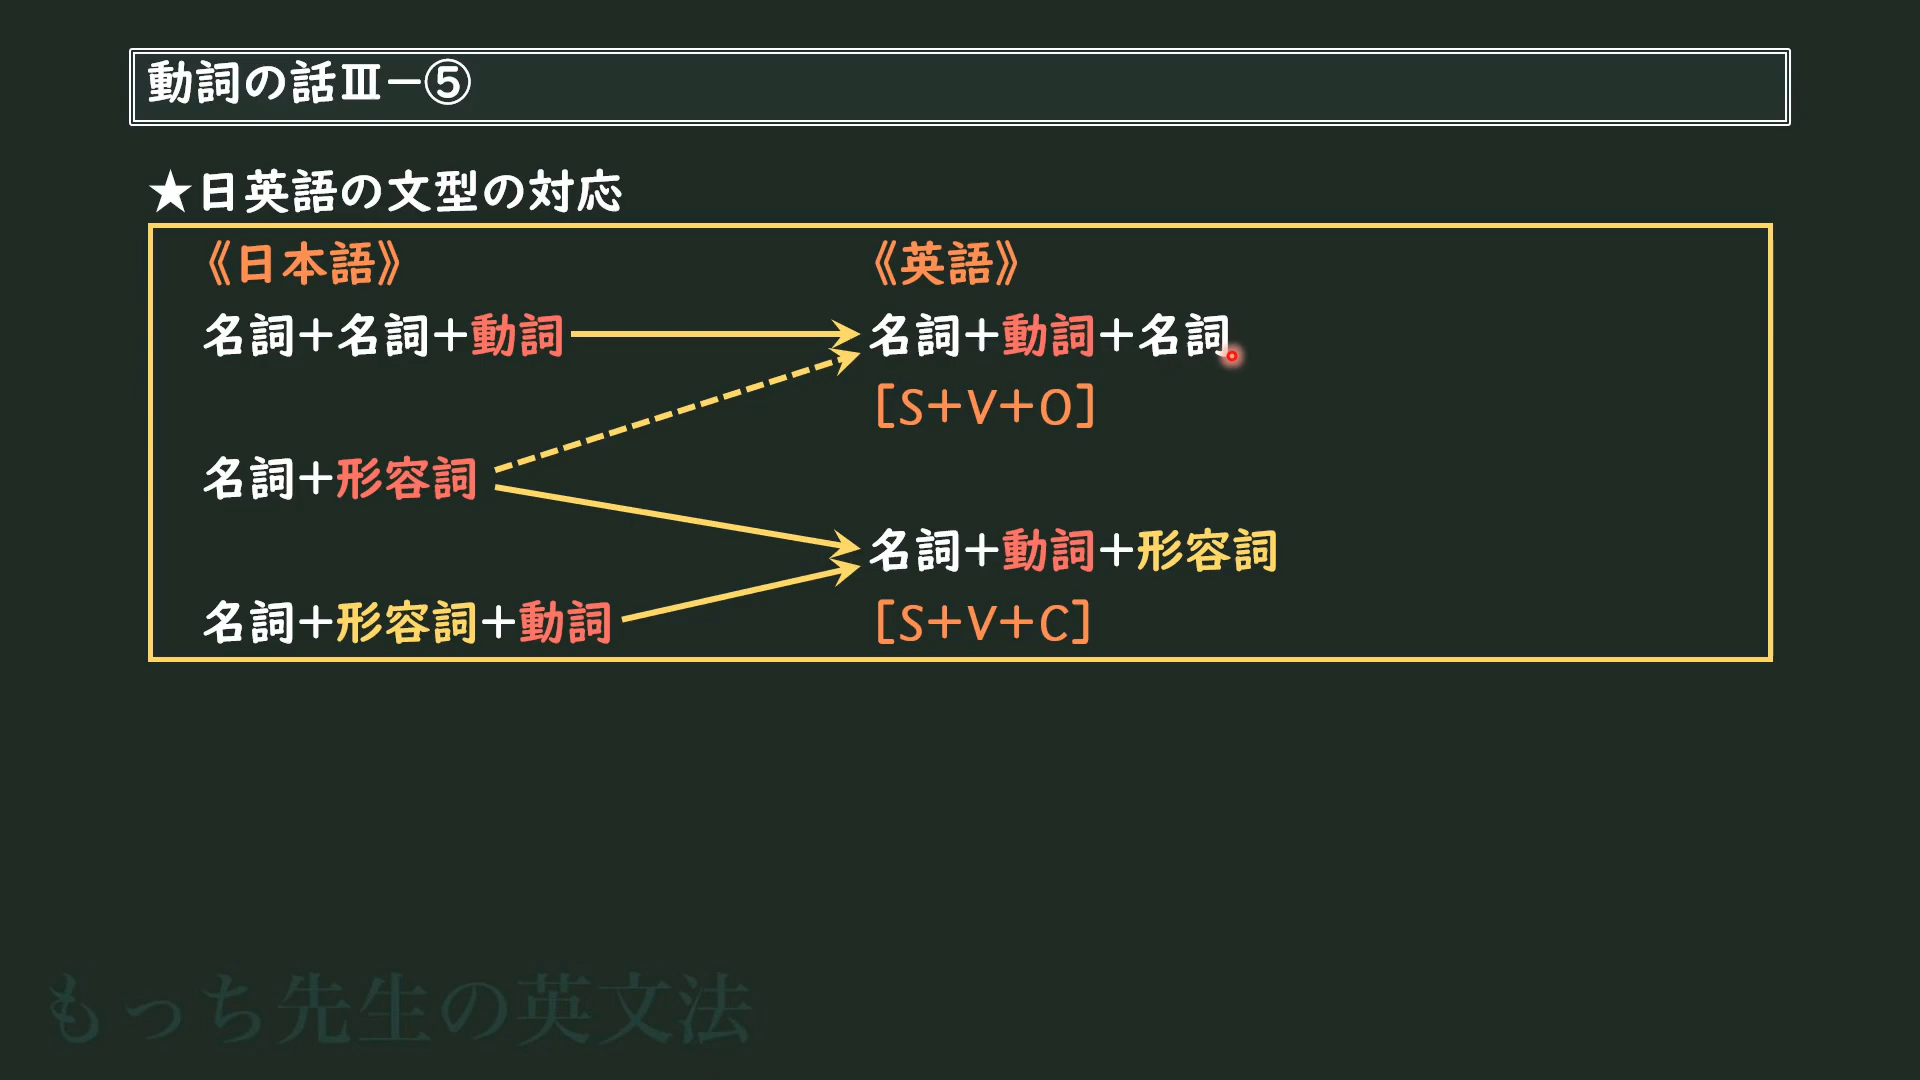 動詞の話Ⅲ−⑤
★日英語の文型の対応
《日本語》
《英語》
名詞＋名詞＋動詞
名詞＋動詞＋名詞
［S＋V＋O］
名詞＋形容詞
名詞＋動詞＋形容詞
名詞＋形容詞＋動詞
［S＋V＋C］
もっち先生の英文法